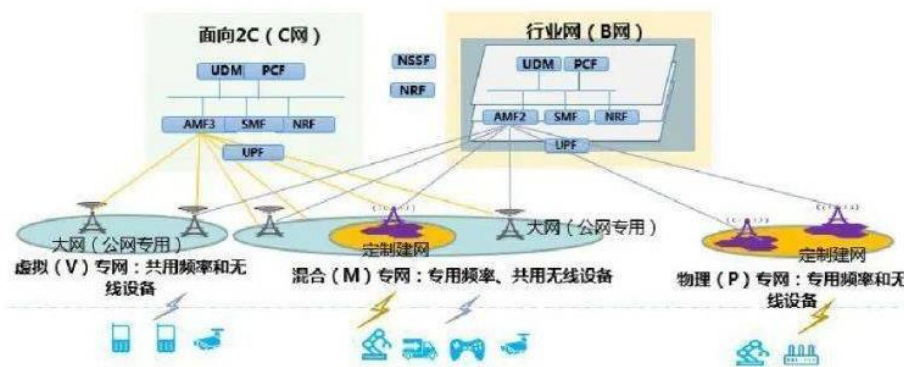 面向2C（C网）
行业网（B网）
UDM PCF
NSSF
NRF
UDM PCF
AMF3 SMF NRF
UPF
AMF2 SMF NRF
UPF
大网（公网专用）
定制建网
大网（公网专用）
定制建网
虚拟（V）专网：共用频率和无
线设备
混合（M）专网：专用频率、共用无线设备
物理（P）专网：专用频率和无
线设备